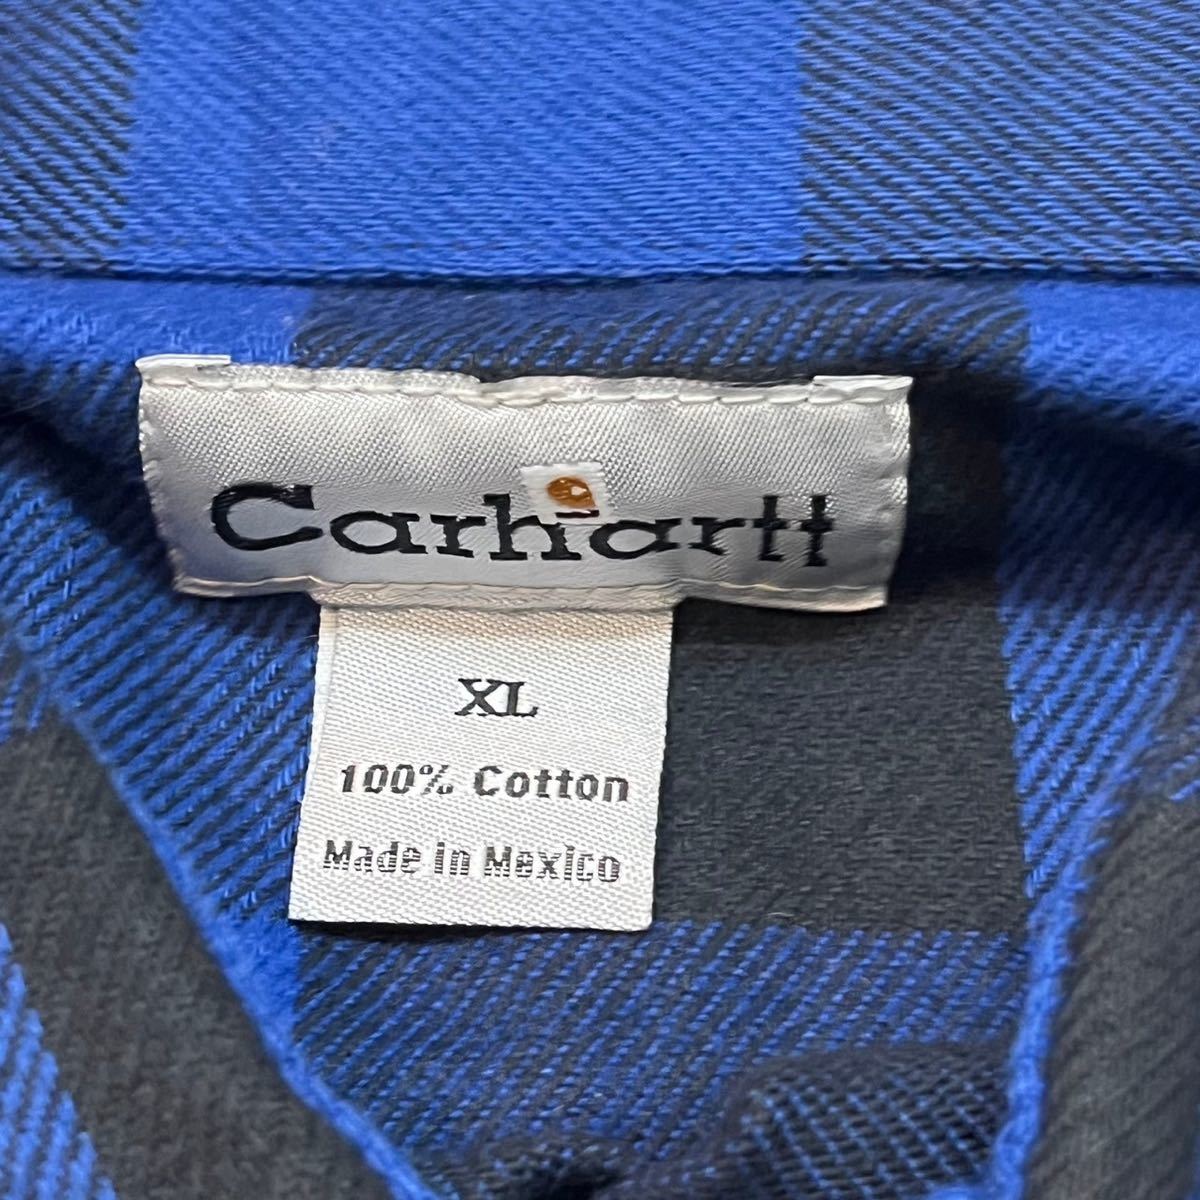 Carhartt
XL
100% Cotton
Made in Mexico